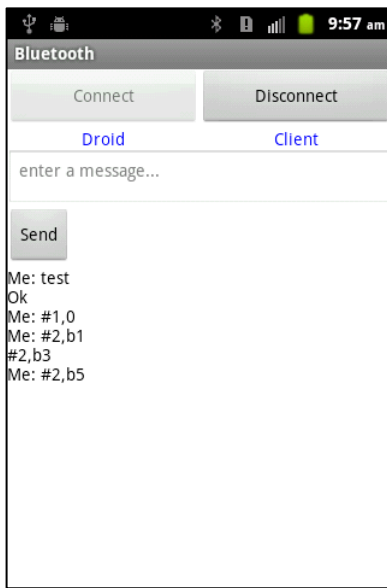 9:57 am
Bluetooth
Connect Disconnect
Droid Client
enter a message...
Send
Me: test
Ok
Me: #1,0
Me: #2,b1
#2,b3
Me: #2,b5